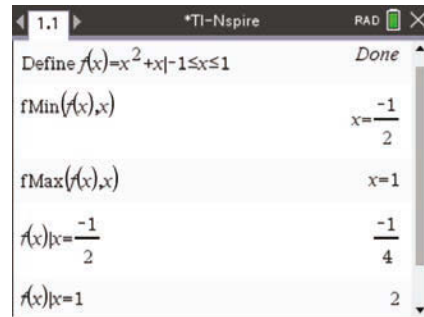 1.1 *TI-Nspire RAD
Define f(x)=x²+x|-1≤x≤1 Done
fMin(f(x),x) x=-1/2
fMax(f(x),x) x=1
f(x)|x=-1/2 -1/4
f(x)|x=1 2